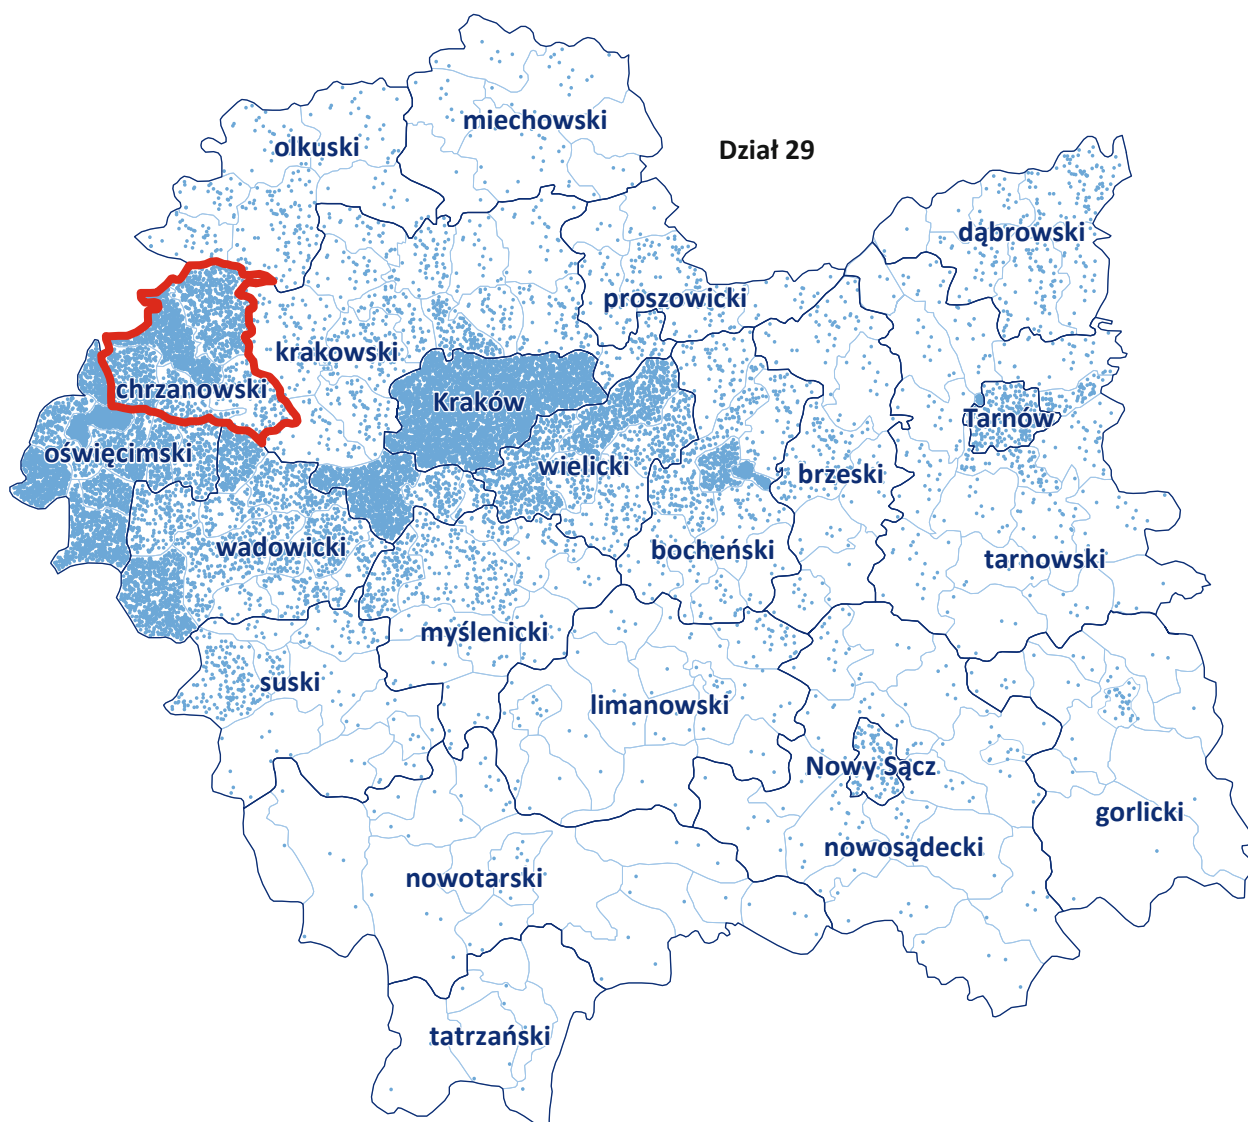 miechowski
olkuski
Dział 29
dąbrowski
proszowicki
krakowski
chrzanowski
Kraków
Tarnów
oświęcimski
wielicki
brzeski
wadowicki
bocheński
tarnowski
myślenicki
suski
limanowski
Nowy Sącz
gorlicki
nowosądecki
nowotarski
tatrzański